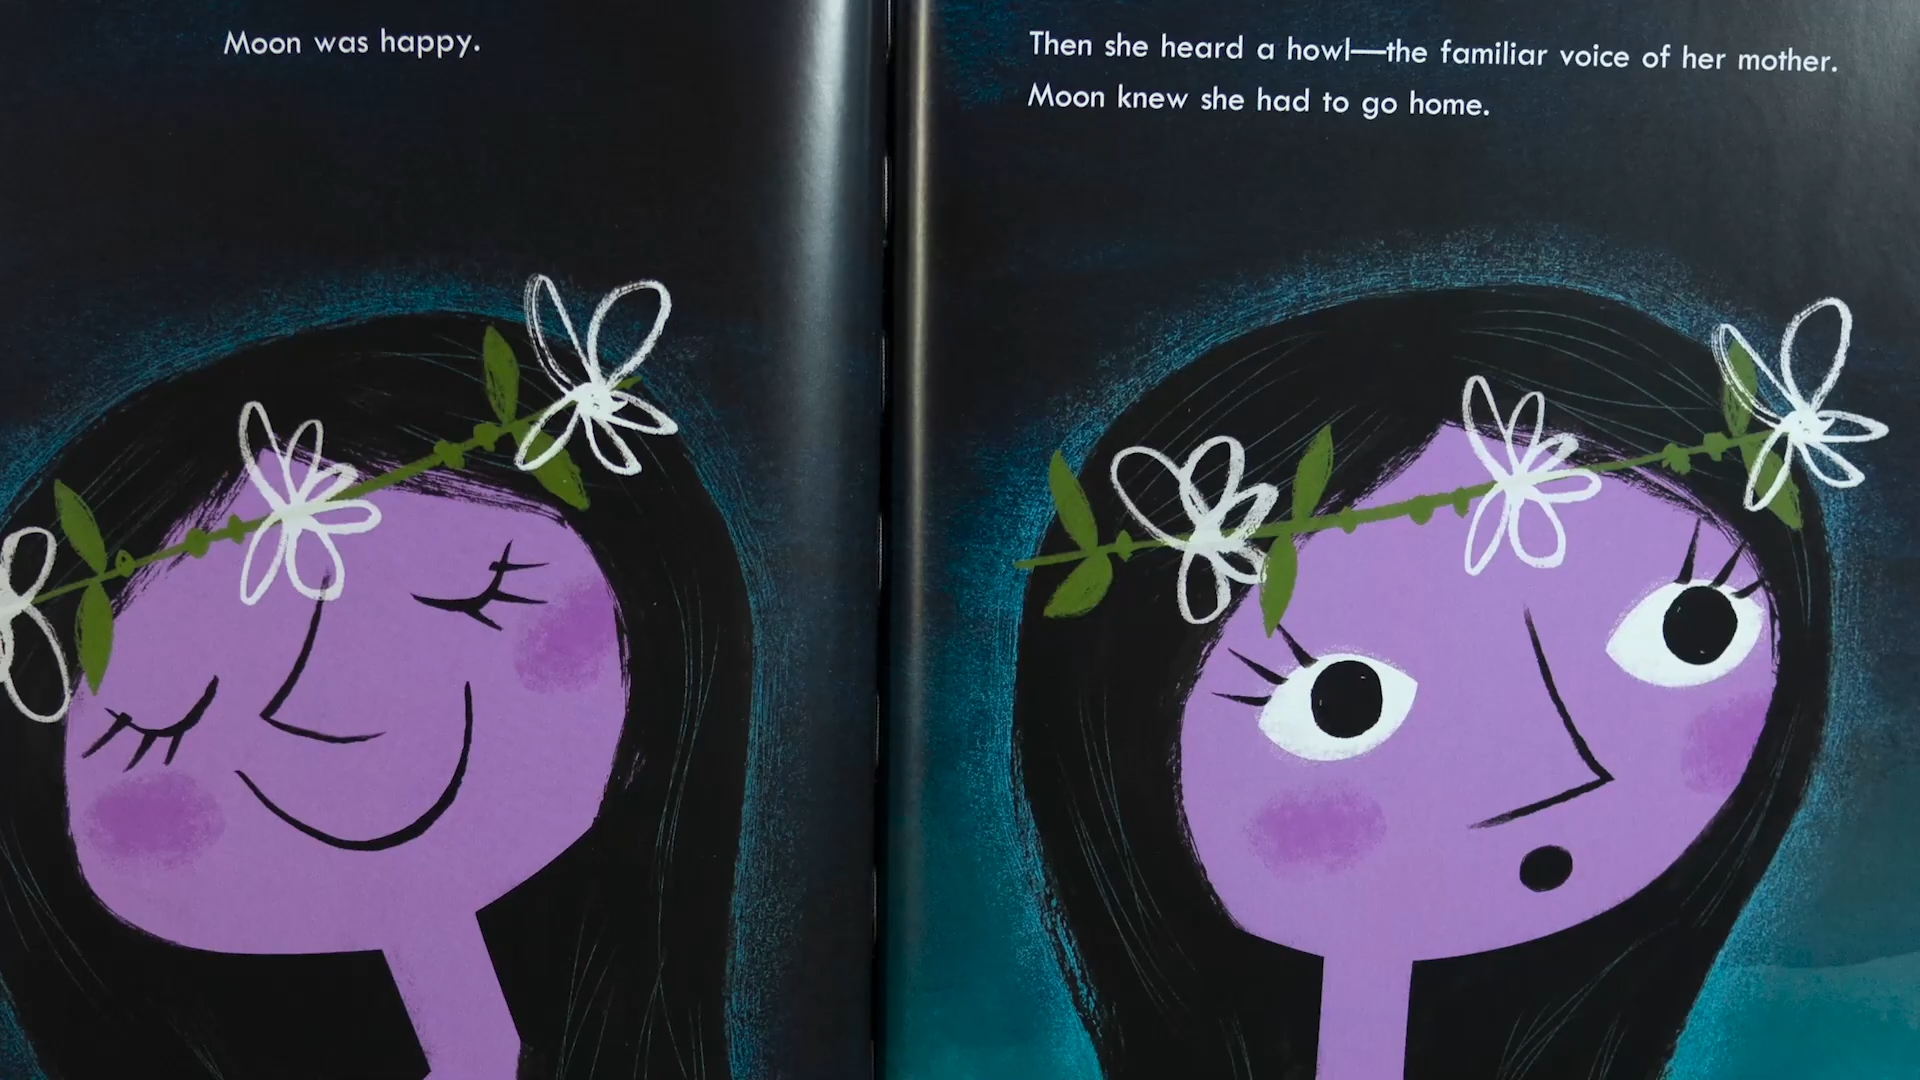 Moon was happy.
Then she heard a howl—the familiar voice of her mother.
Moon knew she had to go home.